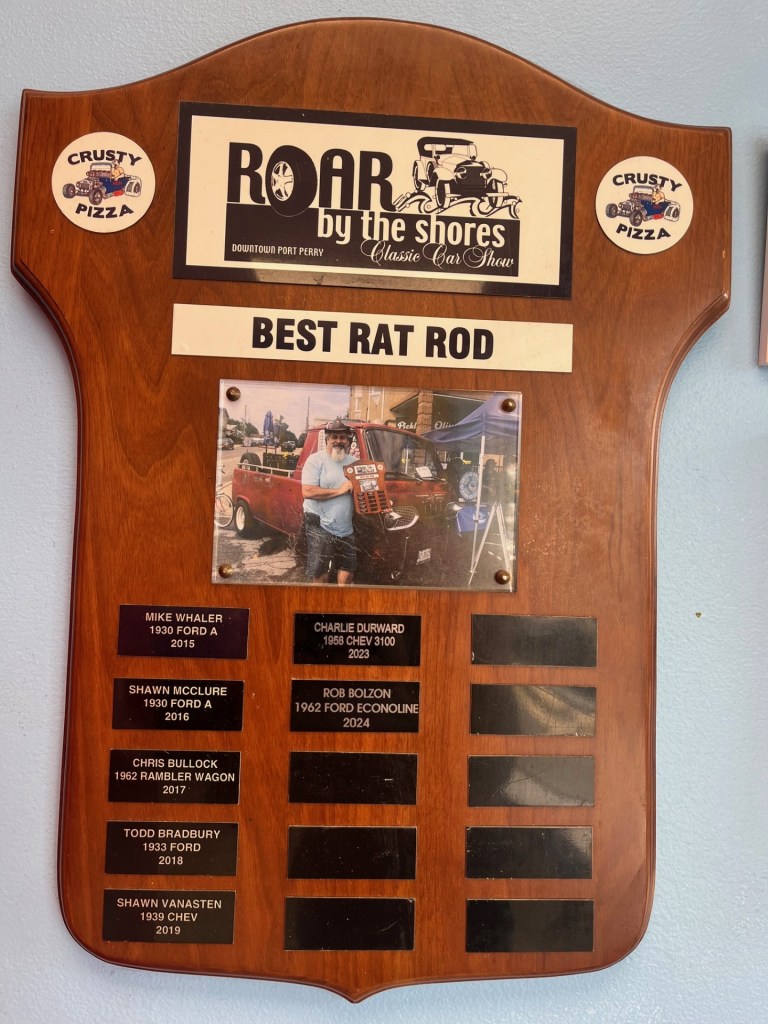 CRUSTY
PIZZA
ROAR
by the shores
DOWNTOWN PORT PERRY
Classic Car Show
CRUSTY
PIZZA
BEST RAT ROD
MIKE WHALER
1930 FORD A
2015
SHAWN MCCLURE
1930 FORD A
2016
CHRIS BULLOCK
1962 RAMBLER WAGON
2017
TODD BRADBURY
1933 FORD
2018
SHAWN VANASTEN
1939 CHEV
2019
CHARLIE DURWARD
1958 CHEV 3100
2023
ROB BOLZON
1962 FORD ECONOLINE
2024